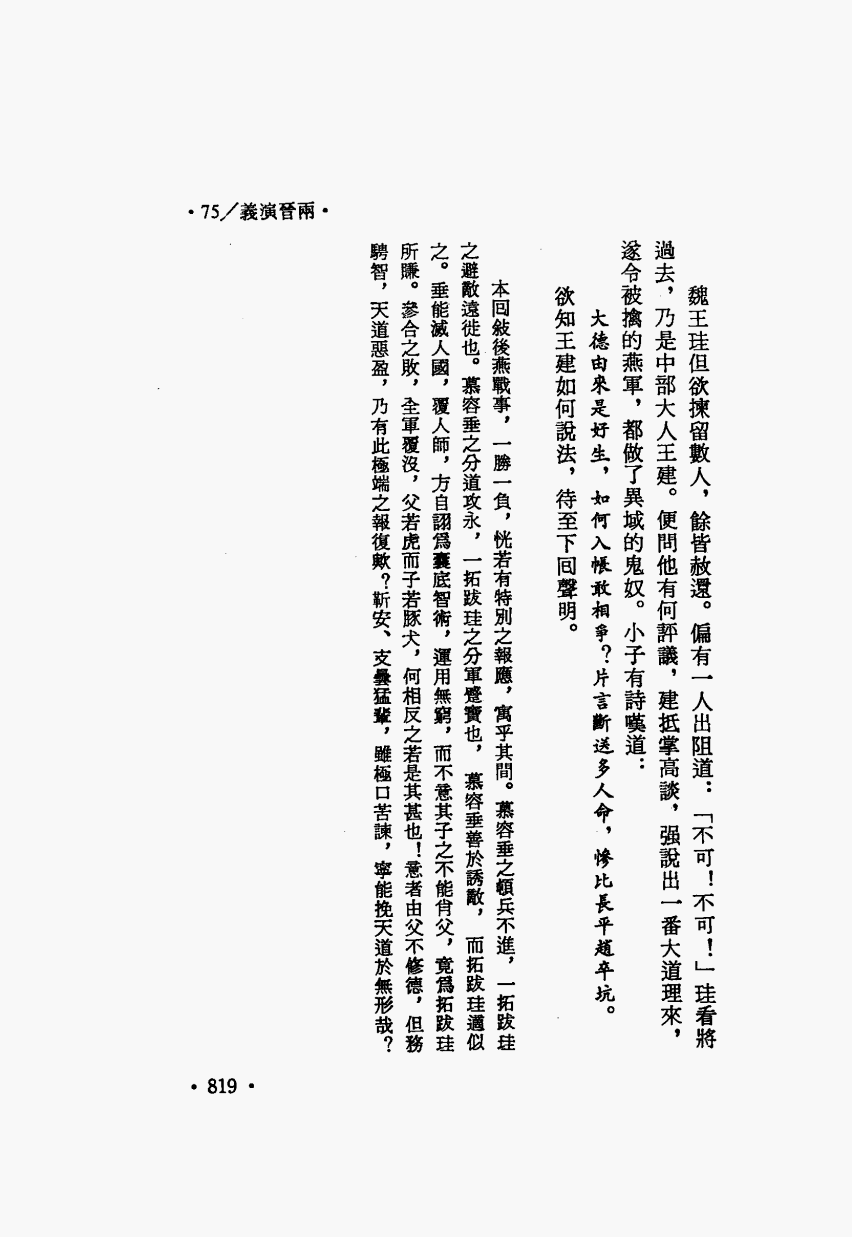 •75/義演晉兩•
魏王珪但欲揀留數人，餘皆赦還。偏有一人出阻道：「不可！不可！」珪看將
過去，乃是中部大人王建。便問他有何評議，建抵掌高談，强說出一番大道理來，
遂令被擒的燕軍，都做了異域的鬼奴。小子有詩嘆道：
大德由來是好生，如何入帳敢相爭？片言斷送多人命，慘比長平趙卒坑。
欲知王建如何說法，待至下回聲明。
本回敍後燕戰事，一勝一負，恍若有特別之報應，寓乎其間。慕容垂之頓兵不進，一拓跋珪
之避敵遠徙也。慕容垂之分道攻永，一拓跋珪之分軍躡寶也，慕容垂善於誘敵，而拓跋珪適似
之。垂能滅人國，覆人師，方自詡爲囊底智術，運用無窮，而不意其子之不能肖父，竟爲拓跋珪
所賺。參合之敗，全軍覆沒，父若虎而子若豚犬，何相反之若是其甚也！意者由父不修德，但務
騁智，天道惡盈，乃有此極端之報復歟？靳安、支曇猛輩，雖極口苦諫，寧能挽天道於無形哉？
•819•